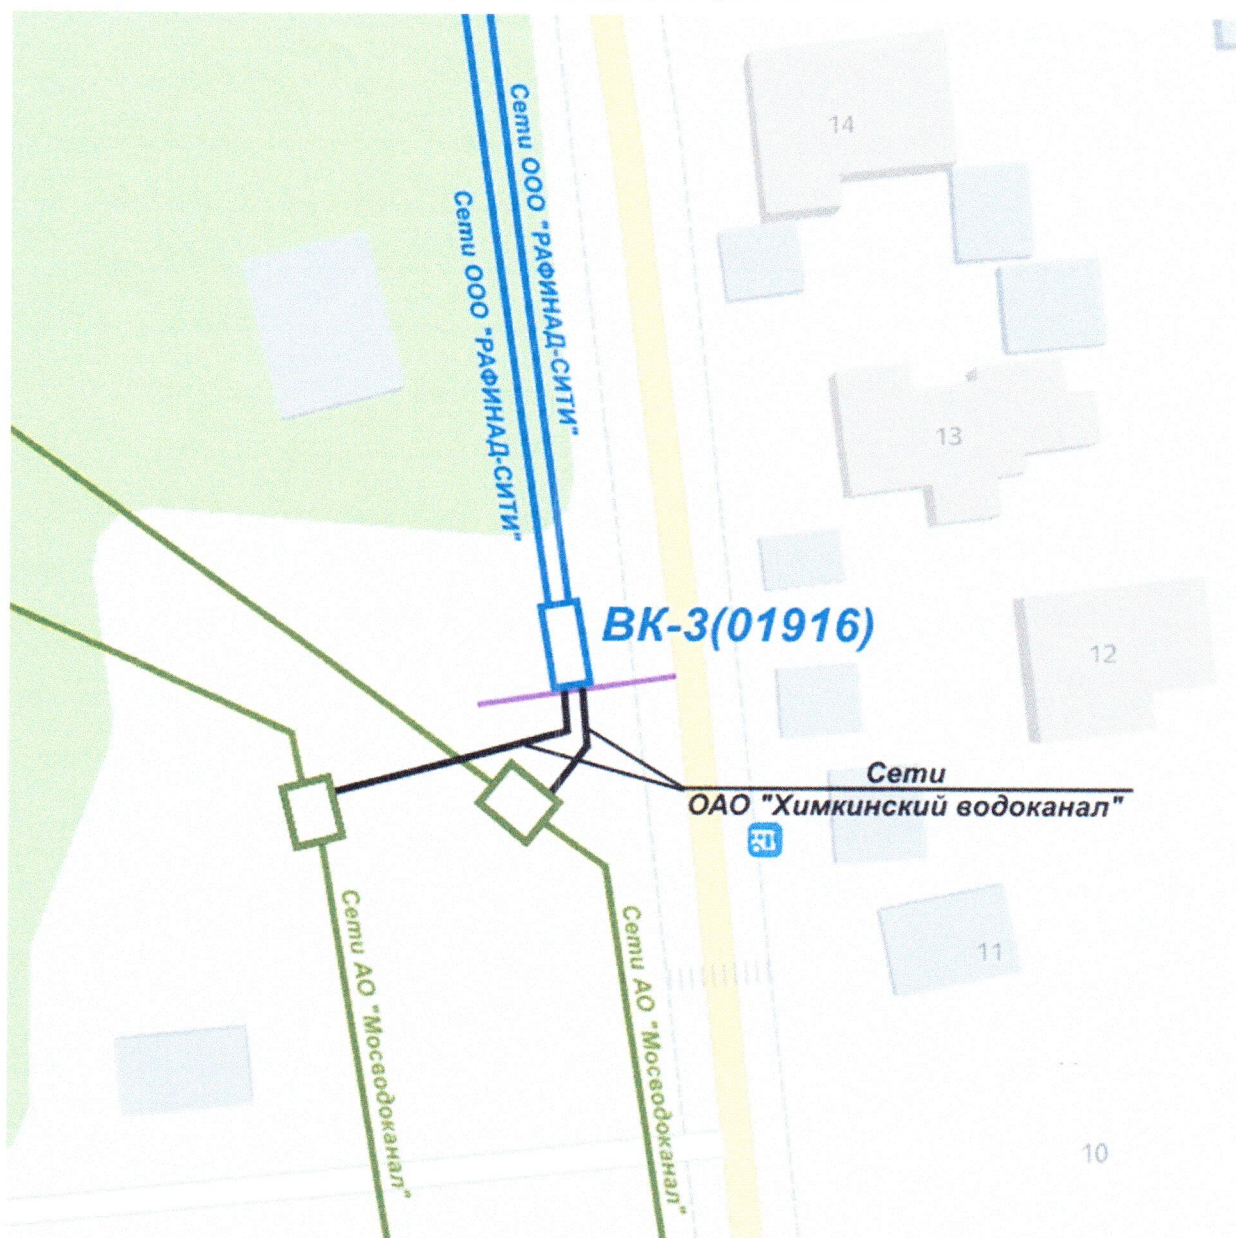 14
Сети ООО "РАФИНАД-СИТИ"
Сети ООО "РАФИНАД-СИТИ"
13
ВК-3(01916)
12
Сети
ОАО "Химкинский водоканал"
11
Сети АО "Мосводоканал"
Сети АО "Мосводоканал"
10